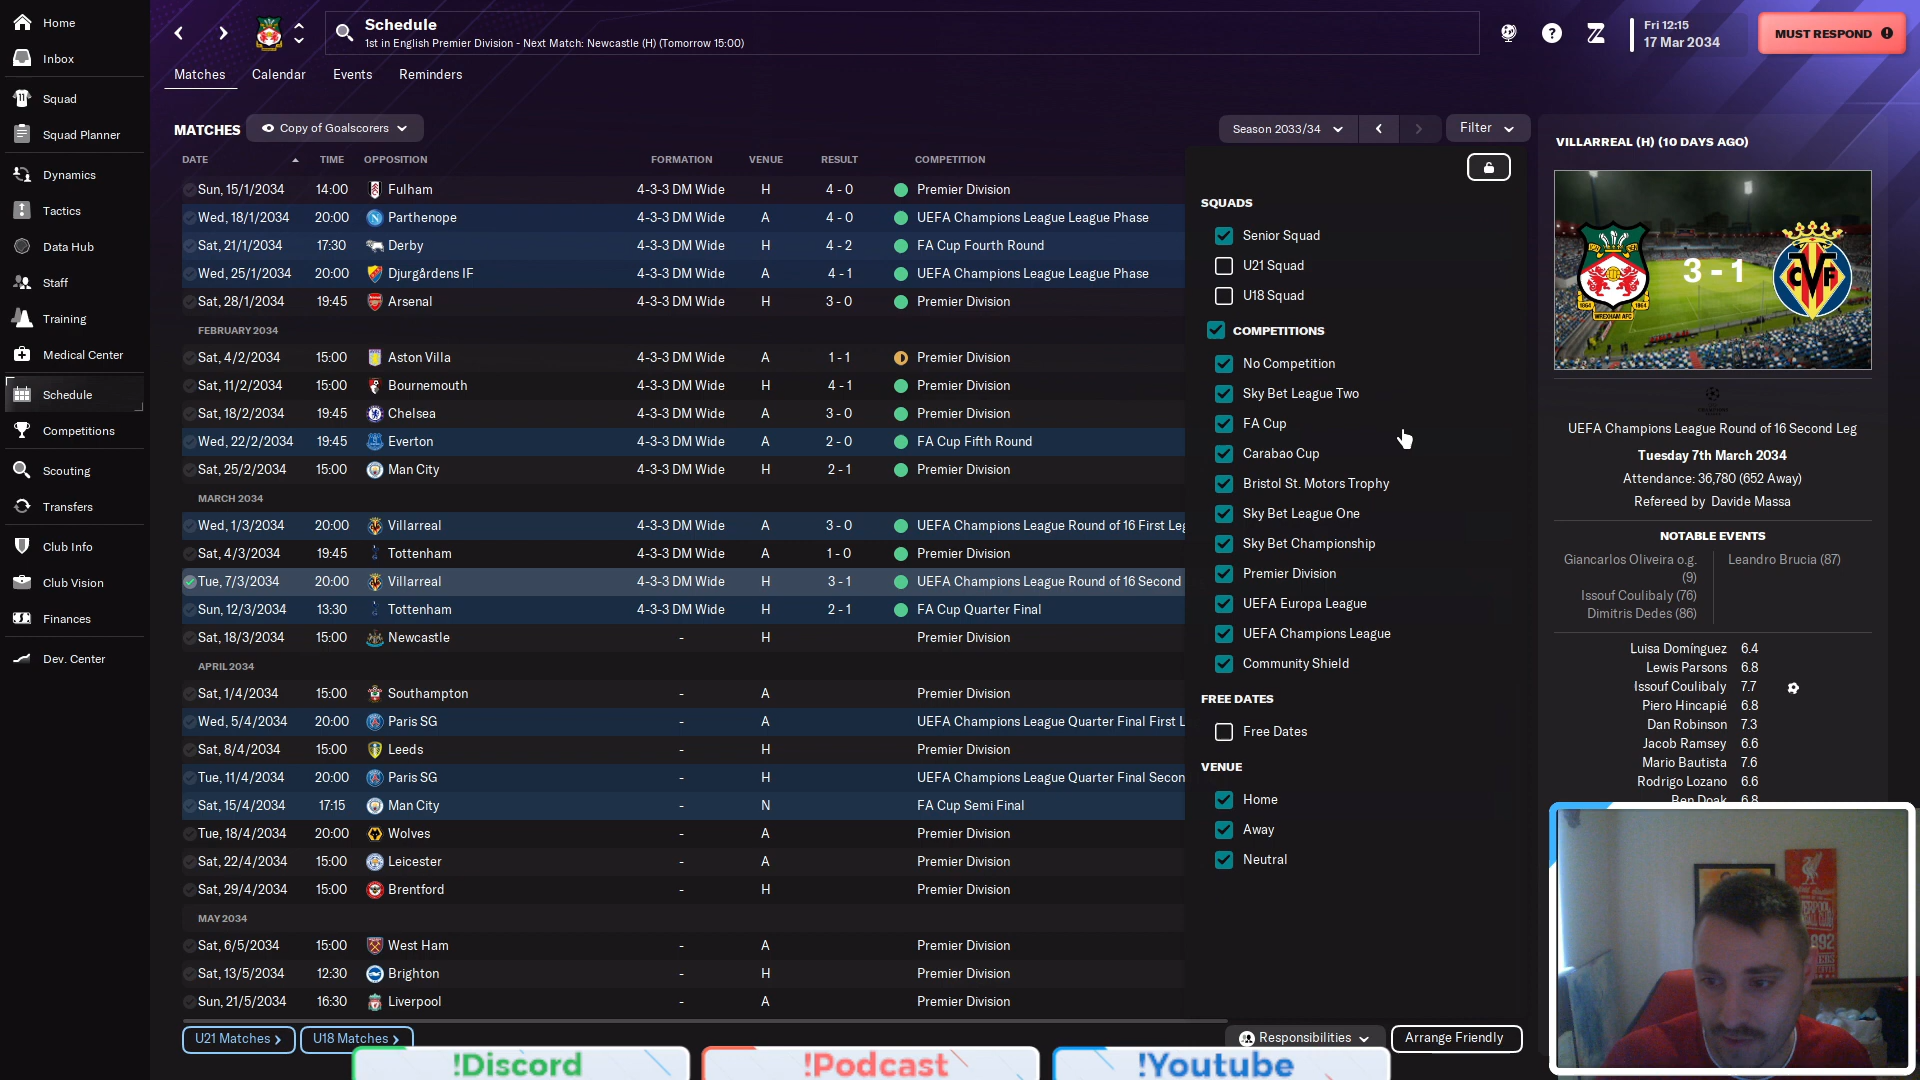 Home
Inbox
Squad
Squad Planner
Dynamics
Tactics
Data Hub
Staff
Training
Medical Center
Schedule
Competitions
Scouting
Transfers
Club Info
Club Vision
Finances
Dev. Center
Schedule
1st in English Premier Division - Next Match: Newcastle (H) (Tomorrow 15:00)
Fri 12:15
17 Mar 2034
MUST RESPOND
Matches Calendar Events Reminders
MATCHES Copy of Goalscorers Season 2033/34 Filter
DATE TIME OPPOSITION FORMATION VENUE RESULT COMPETITION
Sun, 15/1/2034 14:00 Fulham 4-3-3 DM Wide H 4 - 0 Premier Division
Wed, 18/1/2034 20:00 Parthenope 4-3-3 DM Wide A 4 - 0 UEFA Champions League League Phase
Sat, 21/1/2034 17:30 Derby 4-3-3 DM Wide H 4 - 2 FA Cup Fourth Round
Wed, 25/1/2034 20:00 Djurgårdens IF 4-3-3 DM Wide A 4 - 1 UEFA Champions League League Phase
Sat, 28/1/2034 19:45 Arsenal 4-3-3 DM Wide H 3 - 0 Premier Division
FEBRUARY 2034
Sat, 4/2/2034 15:00 Aston Villa 4-3-3 DM Wide A 1 - 1 Premier Division
Sat, 11/2/2034 15:00 Bournemouth 4-3-3 DM Wide H 4 - 1 Premier Division
Sat, 18/2/2034 19:45 Chelsea 4-3-3 DM Wide A 3 - 0 Premier Division
Wed, 22/2/2034 19:45 Everton 4-3-3 DM Wide A 2 - 0 FA Cup Fifth Round
Sat, 25/2/2034 15:00 Man City 4-3-3 DM Wide H 2 - 1 Premier Division
MARCH 2034
Wed, 1/3/2034 20:00 Villarreal 4-3-3 DM Wide A 3 - 0 UEFA Champions League Round of 16 First Leg
Sat, 4/3/2034 19:45 Tottenham 4-3-3 DM Wide A 1 - 0 Premier Division
Tue, 7/3/2034 20:00 Villarreal 4-3-3 DM Wide H 3 - 1 UEFA Champions League Round of 16 Second
Sun, 12/3/2034 13:30 Tottenham 4-3-3 DM Wide H 2 - 1 FA Cup Quarter Final
Sat, 18/3/2034 15:00 Newcastle - H Premier Division
APRIL 2034
Sat, 1/4/2034 15:00 Southampton - A Premier Division
Wed, 5/4/2034 20:00 Paris SG - A UEFA Champions League Quarter Final First L
Sat, 8/4/2034 15:00 Leeds - H Premier Division
Tue, 11/4/2034 20:00 Paris SG - H UEFA Champions League Quarter Final Secon
Sat, 15/4/2034 17:15 Man City - N FA Cup Semi Final
Tue, 18/4/2034 20:00 Wolves - A Premier Division
Sat, 22/4/2034 15:00 Leicester - A Premier Division
Sat, 29/4/2034 15:00 Brentford - H Premier Division
MAY 2034
Sat, 6/5/2034 15:00 West Ham - A Premier Division
Sat, 13/5/2034 12:30 Brighton - H Premier Division
Sun, 21/5/2034 16:30 Liverpool - A Premier Division
U21 Matches U18 Matches Responsibilities Arrange Friendly
SQUADS
Senior Squad
U21 Squad
U18 Squad
COMPETITIONS
No Competition
Sky Bet League Two
FA Cup
Carabao Cup
Bristol St. Motors Trophy
Sky Bet League One
Sky Bet Championship
Premier Division
UEFA Europa League
UEFA Champions League
Community Shield
FREE DATES
Free Dates
VENUE
Home
Away
Neutral
VILLARREAL (H) (10 DAYS AGO)
3 - 1
UEFA Champions League Round of 16 Second Leg
Tuesday 7th March 2034
Attendance: 36,780 (652 Away)
Refereed by Davide Massa
NOTABLE EVENTS
Giancarlos Oliveira o.g. (9)
Issouf Coulibaly (76)
Dimitris Dedes (86)
Leandro Brucia (87)
Luisa Domínguez 6.4
Lewis Parsons 6.8
Issouf Coulibaly 7.7
Piero Hincapié 6.8
Dan Robinson 7.3
Jacob Ramsey 6.6
Mario Bautista 7.6
Rodrigo Lozano 6.6
Ben Doak 6.8
!Discord !Podcast !Youtube